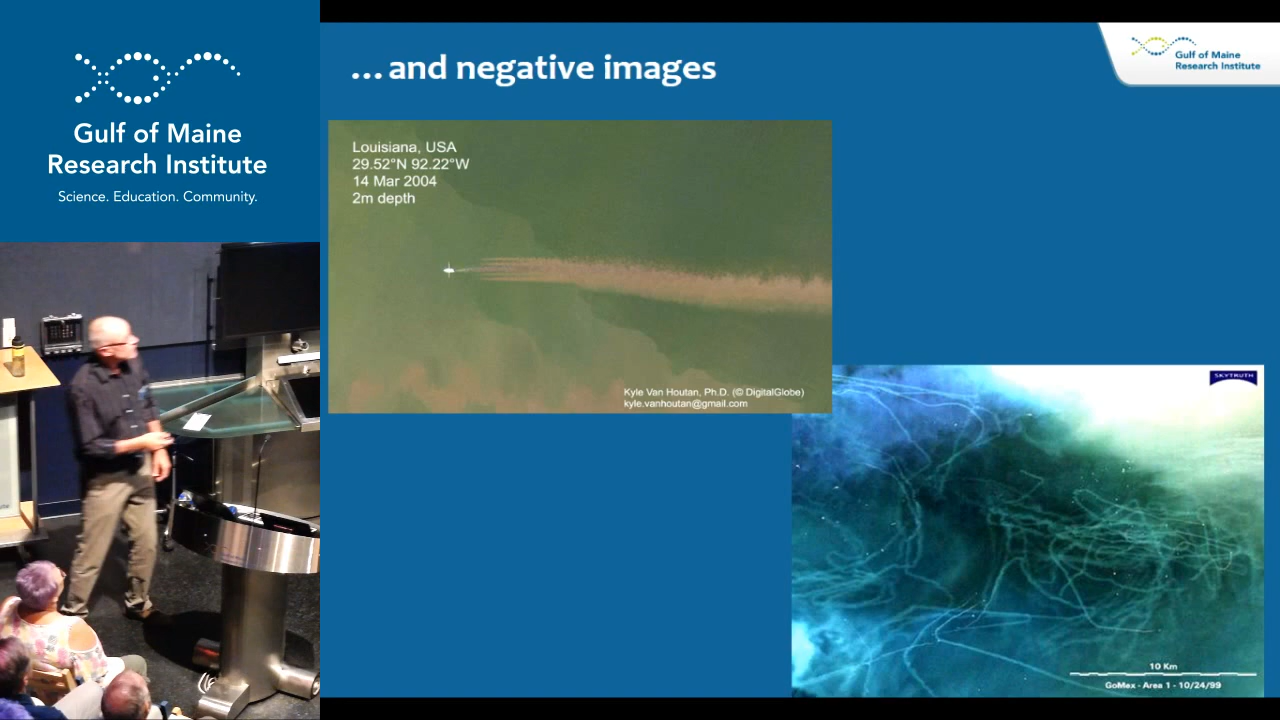 Gulf of Maine
Research Institute
Science. Education. Community.
...and negative images
Gulf of Maine
Research Institute
Louisiana, USA
29.52°N 92.22°W
14 Mar 2004
2m depth
Kyle Van Houtan, Ph.D. (© DigitalGlobe)
kyle.vanhoutan@gmail.com
SKYTRUTH
10 Km
GoMex - Area 1 - 10/24/99